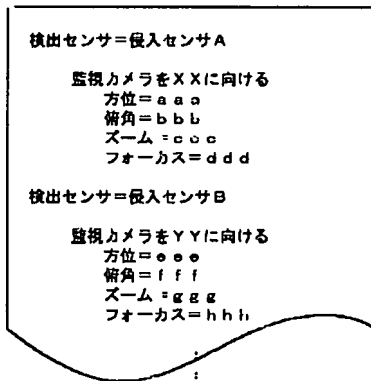 検出センサ=侵入センサA
監視カメラをXXに向ける
方位=aaa
俯角=bbb
ズーム=ccc
フォーカス=ddd
検出センサ=侵入センサB
監視カメラをYYに向ける
方位=eee
俯角=fff
ズーム=ggg
フォーカス=hhh
:
: